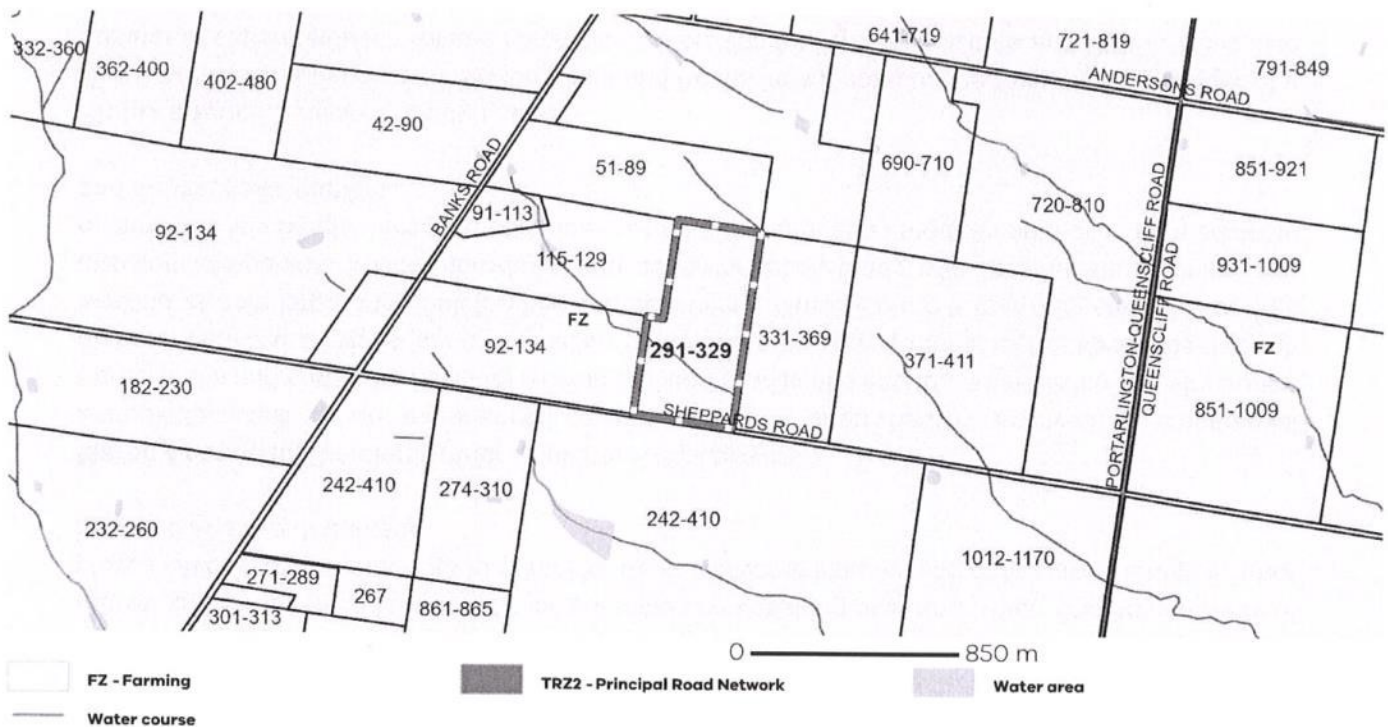 641-719
721-819
332-360
362-400
791-849
402-480
ANDERSONS ROAD
42-90
BANKS ROAD
51-89
690-710
851-921
720-810
91-113
92-134
115-129
931-1009
PORTARLINGTON-QUEENSCLIFF ROAD
QUEENSCLIFF ROAD
FZ
331-369
92-134
291-329
FZ
371-411
182-230
851-1009
SHEPPARDS ROAD
242-410
274-310
242-410
232-260
1012-1170
271-289
267
861-865
301-313
0 850 m
FZ - Farming
TRZ2 - Principal Road Network
Water area
Water course